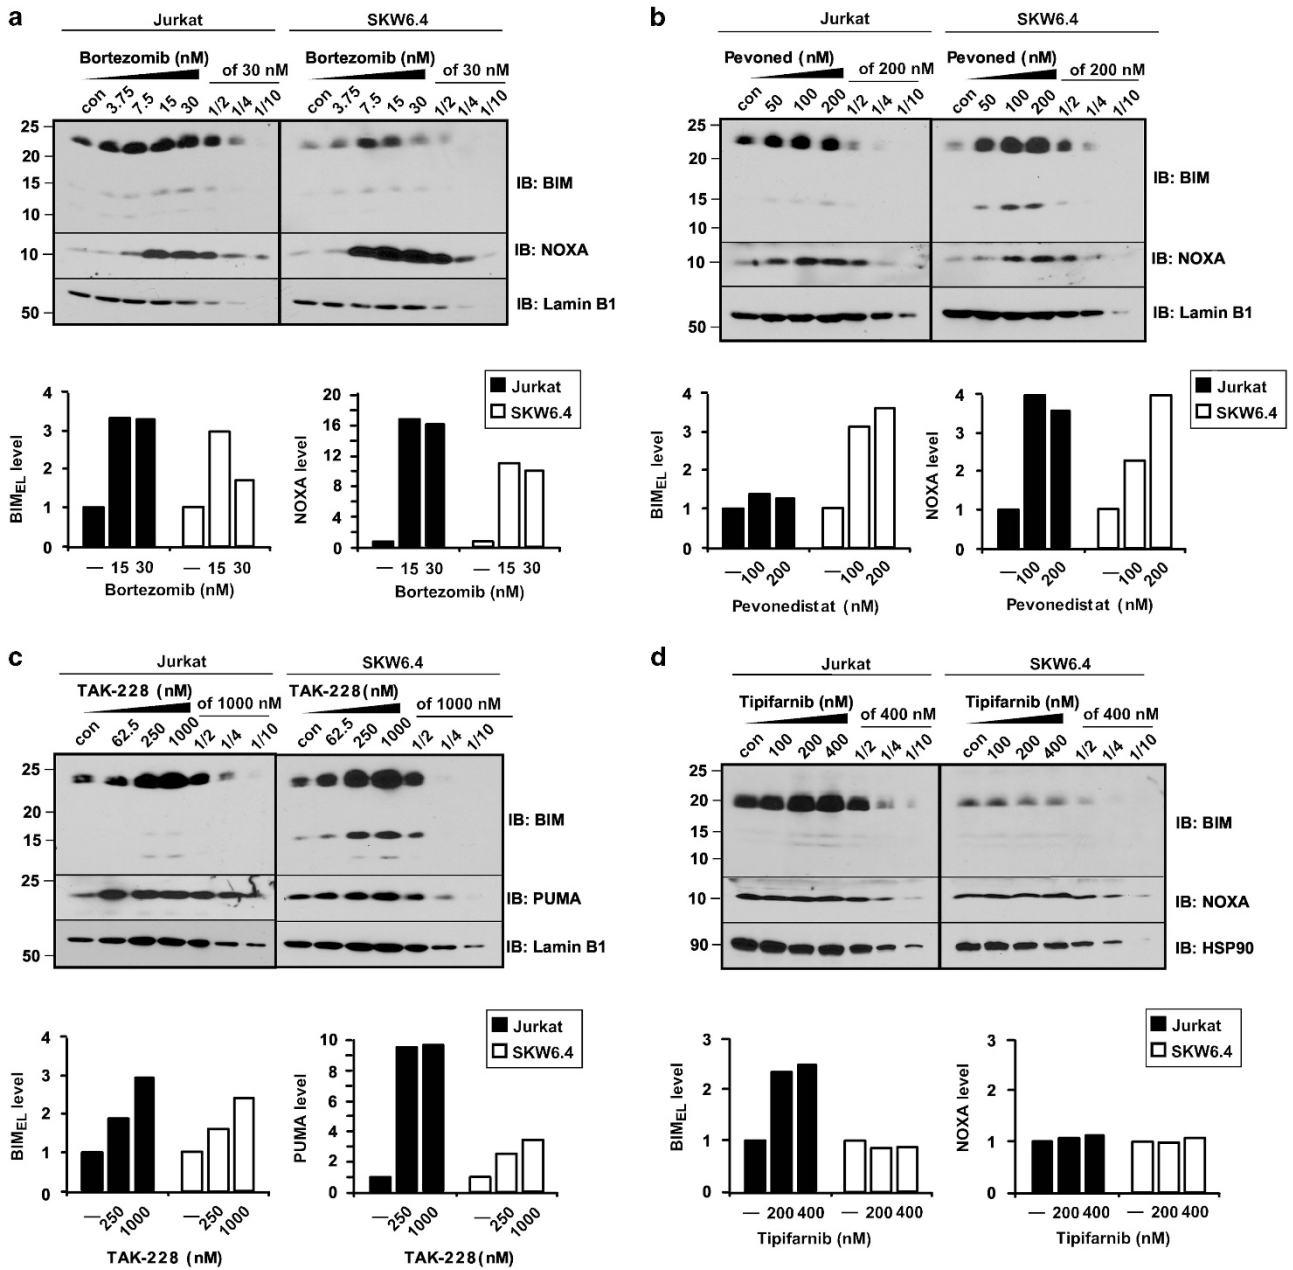 a
Jurkat SKW6.4
Bortezomib (nM) of 30 nM Bortezomib (nM) of 30 nM
con 3.75 7.5 15 30 1/2 1/4 1/10 con 3.75 7.5 15 30 1/2 1/4 1/10
25
20
15
10
IB: BIM
10
IB: NOXA
50
IB: Lamin B1
4
3
2
1
0
BIMEL level
— 15 30 — 15 30
Bortezomib (nM)
20
16
12
8
4
0
NOXA level
— 15 30 — 15 30
Bortezomib (nM)
Jurkat
SKW6.4
b
Jurkat SKW6.4
Pevoned (nM) of 200 nM Pevoned (nM) of 200 nM
con 50 100 200 1/2 1/4 1/10 con 50 100 200 1/2 1/4 1/10
25
20
15
10
IB: BIM
10
IB: NOXA
50
IB: Lamin B1
4
3
2
1
0
BIMEL level
— 100 200 — 100 200
Pevonedistat (nM)
4
3
2
1
0
NOXA level
— 100 200 — 100 200
Pevonedistat (nM)
Jurkat
SKW6.4
c
Jurkat SKW6.4
TAK-228 (nM) of 1000 nM TAK-228 (nM) of 1000 nM
con 62.5 250 1000 1/2 1/4 1/10 con 62.5 250 1000 1/2 1/4 1/10
25
20
15
IB: BIM
25
IB: PUMA
50
IB: Lamin B1
4
3
2
1
0
BIMEL level
— 250 1000 — 250 1000
TAK-228 (nM)
10
8
6
4
2
0
PUMA level
— 250 1000 — 250 1000
TAK-228(nM)
Jurkat
SKW6.4
d
Jurkat SKW6.4
Tipifarnib (nM) of 400 nM Tipifarnib (nM) of 400 nM
con 100 200 400 1/2 1/4 1/10 con 100 200 400 1/2 1/4 1/10
25
20
15
10
IB: BIM
10
IB: NOXA
90
IB: HSP90
3
2
1
0
BIMEL level
— 200 400 — 200 400
Tipifarnib (nM)
3
2
1
0
NOXA level
— 200 400 — 200 400
Tipifarnib (nM)
Jurkat
SKW6.4